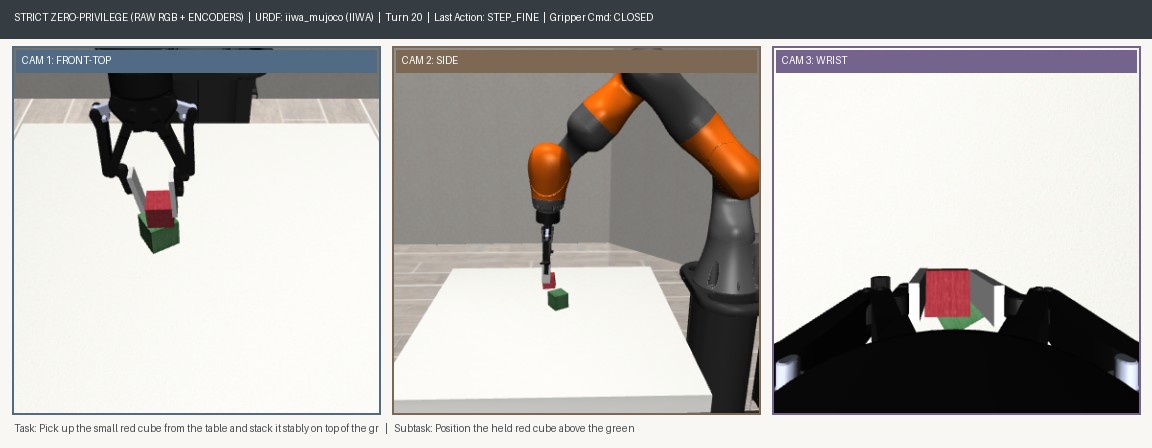 STRICT ZERO-PRIVILEGE (RAW RGB + ENCODERS) | URDF: iiwa_mujoco (IIWA) | Turn 20 | Last Action: STEP_FINE | Gripper Cmd: CLOSED
CAM 1: FRONT-TOP
CAM 2: SIDE
CAM 3: WRIST
Task: Pick up the small red cube from the table and stack it stably on top of the gr | Subtask: Position the held red cube above the green